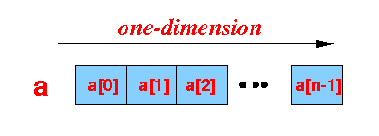 one-dimension
a a[0] a[1] a[2] ••• a[n-1]